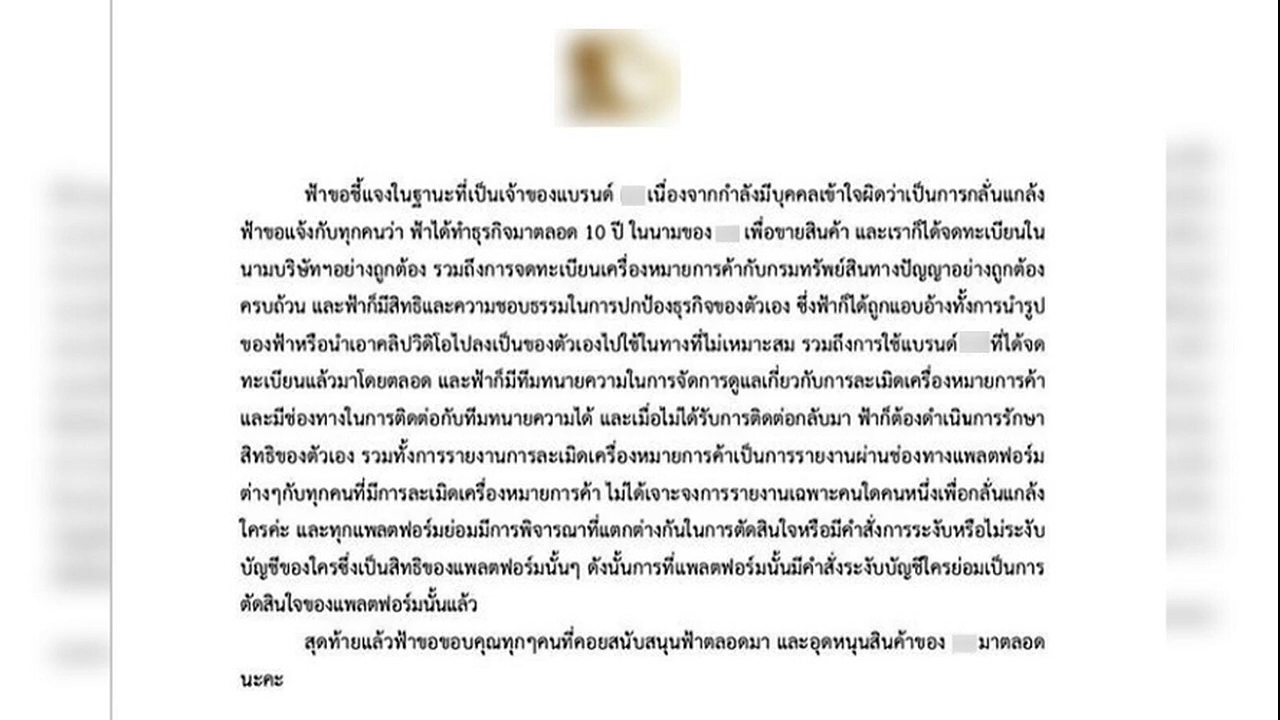 ฟ้าขอชี้แจงในฐานะที่เป็นเจ้าของแบรนด์ เนื่องจากกำลังมีบุคคลเข้าใจผิดว่าเป็นการกลั่นแกล้ง
ฟ้าขอแจ้งกับทุกคนว่า ฟ้าได้ทำธุรกิจมาตลอด 10 ปี ในนามของ เพื่อขายสินค้า และเราก็ได้จดทะเบียนใน
นามบริษัทฯอย่างถูกต้อง รวมถึงการจดทะเบียนเครื่องหมายการค้ากับกรมทรัพย์สินทางปัญญาอย่างถูกต้อง
ครบถ้วน และฟ้าก็มีสิทธิและความชอบธรรมในการปกป้องธุรกิจของตัวเอง ซึ่งฟ้าก็ได้ถูกแอบอ้างทั้งการนำรูป
ของฟ้าหรือนำเอาคลิปวิดิโอไปลงเป็นของตัวเองไปใช้ในทางที่ไม่เหมาะสม รวมถึงการใช้แบรนด์ ที่ได้จด
ทะเบียนแล้วมาโดยตลอด และฟ้าก็มีทีมทนายความในการจัดการดูแลเกี่ยวกับการละเมิดเครื่องหมายการค้า
และมีช่องทางในการติดต่อกับทีมทนายความได้ และเมื่อไม่ได้รับการติดต่อกลับมา ฟ้าก็ต้องดำเนินการรักษา
สิทธิของตัวเอง รวมทั้งการรายงานการละเมิดเครื่องหมายการค้าเป็นการรายงานผ่านช่องทางแพลตฟอร์ม
ต่างๆกับทุกคนที่มีการละเมิดเครื่องหมายการค้า ไม่ได้เจาะจงการรายงานเฉพาะคนใดคนหนึ่งเพื่อกลั่นแกล้ง
ใครค่ะ และทุกแพลตฟอร์มย่อมมีการพิจารณาที่แตกต่างกันในการตัดสินใจหรือมีคำสั่งการระงับหรือไม่ระงับ
บัญชีของใครซึ่งเป็นสิทธิของแพลตฟอร์มนั้นๆ ดังนั้นการที่แพลตฟอร์มนั้นมีคำสั่งระงับบัญชีใครย่อมเป็นการ
ตัดสินใจของแพลตฟอร์มนั้นแล้ว
สุดท้ายแล้วฟ้าขอขอบคุณทุกๆคนที่คอยสนับสนุนฟ้าตลอดมา และอุดหนุนสินค้าของ มาตลอด
นะคะ